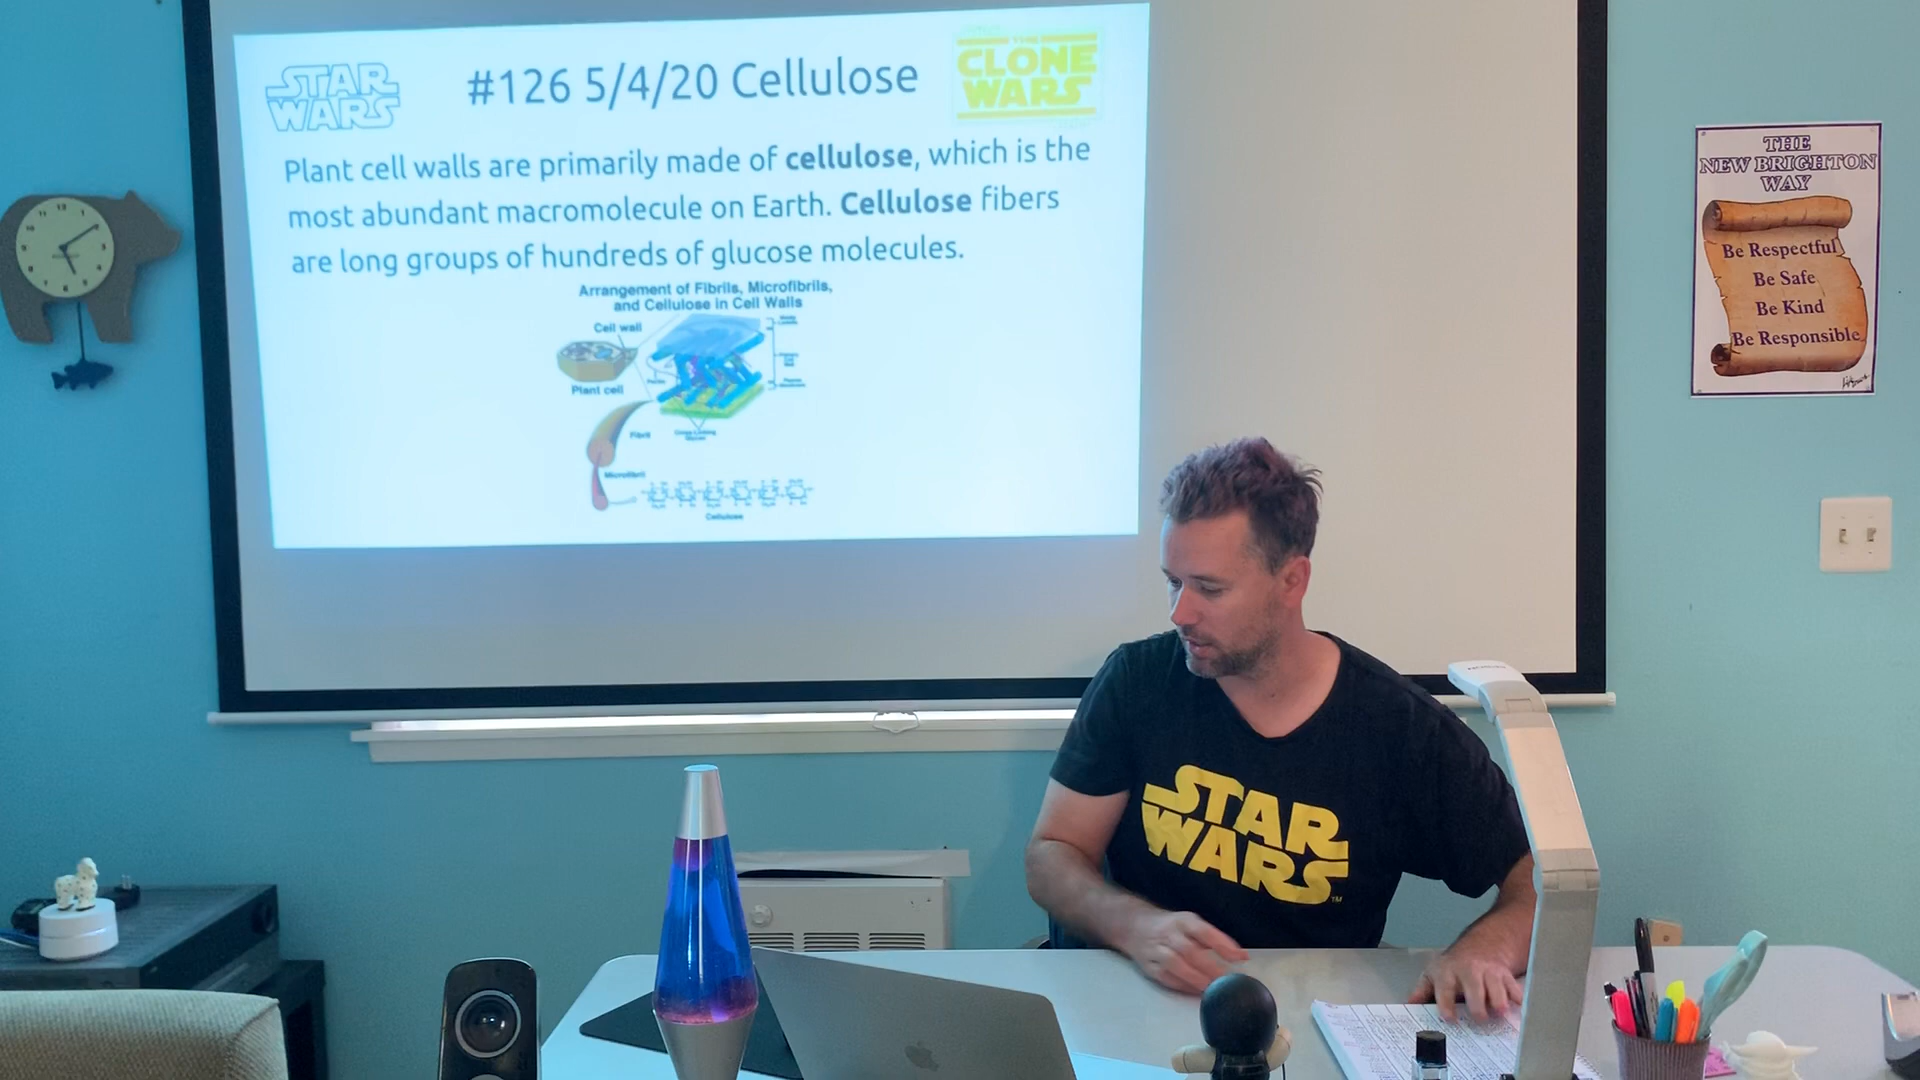 STAR
WARS
#126 5/4/20 Cellulose
THE
CLONE
WARS
Plant cell walls are primarily made of cellulose, which is the
most abundant macromolecule on Earth. Cellulose fibers
are long groups of hundreds of glucose molecules.
Arrangement of Fibrils, Microfibrils,
and Cellulose in Cell Walls
Cell wall
Plant cell
Fibril
Microfibril
Cellulose
THE
NEW BRIGHTON
WAY
Be Respectful
Be Safe
Be Kind
Be Responsible
STAR
WARS
TM